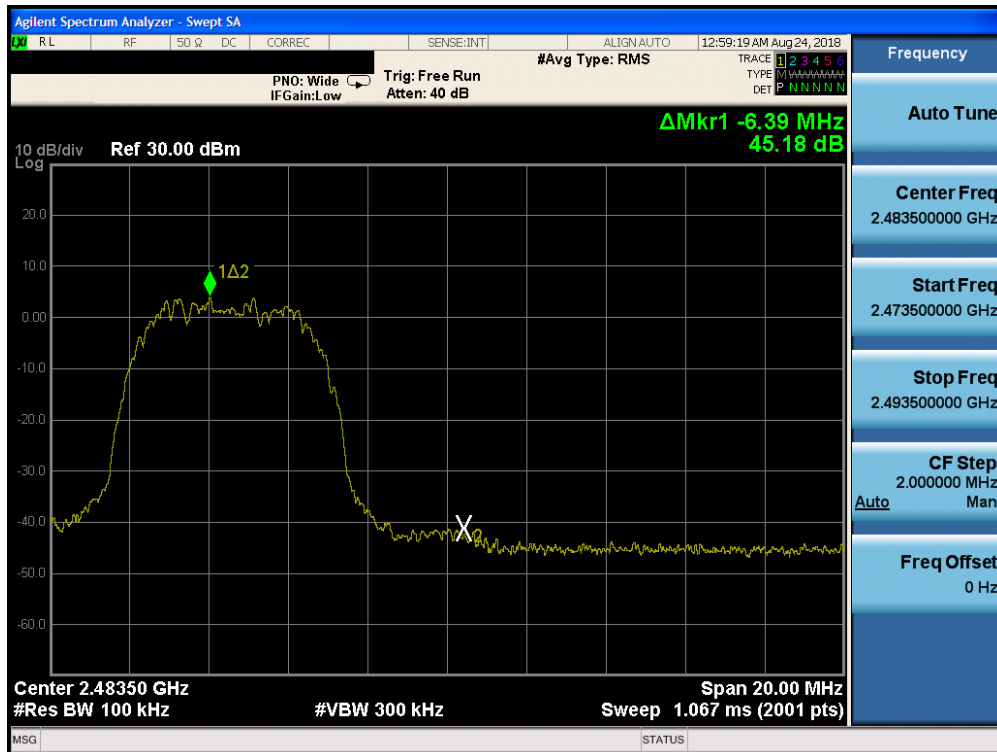 Agilent Spectrum Analyzer - Swept SA
LXI RL RF 50 Ω DC CORREC SENSE:INT ALIGN AUTO 12:59:19 AM Aug 24, 2018
Frequency
#Avg Type: RMS TRACE 1 2 3 4 5 6
PNO: Wide Trig: Free Run TYPE M WWWWW
IFGain:Low Atten: 40 dB DET P N N N N N
Auto Tune
ΔMkr1 -6.39 MHz
45.18 dB
10 dB/div Ref 30.00 dBm
Log
Center Freq
2.483500000 GHz
20.0
10.0
1Δ2
Start Freq
2.473500000 GHz
0.00
-10.0
Stop Freq
2.493500000 GHz
-20.0
-30.0
CF Step
2.000000 MHz
Auto Man
-40.0
X2
-50.0
Freq Offset
0 Hz
-60.0
Center 2.48350 GHz Span 20.00 MHz
#Res BW 100 kHz #VBW 300 kHz Sweep 1.067 ms (2001 pts)
MSG STATUS